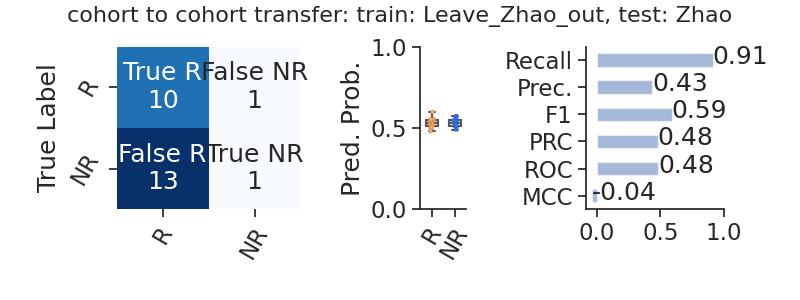 cohort to cohort transfer: train: Leave_Zhao_out, test: Zhao
True Label
R
NR
True R
10
False NR
1
False R
13
True NR
1
R
NR
Pred. Prob.
1.0
0.5
0.0
R
NR
Recall
0.91
Prec.
0.43
F1
0.59
PRC
0.48
ROC
0.48
MCC
-0.04
0.0
0.5
1.0